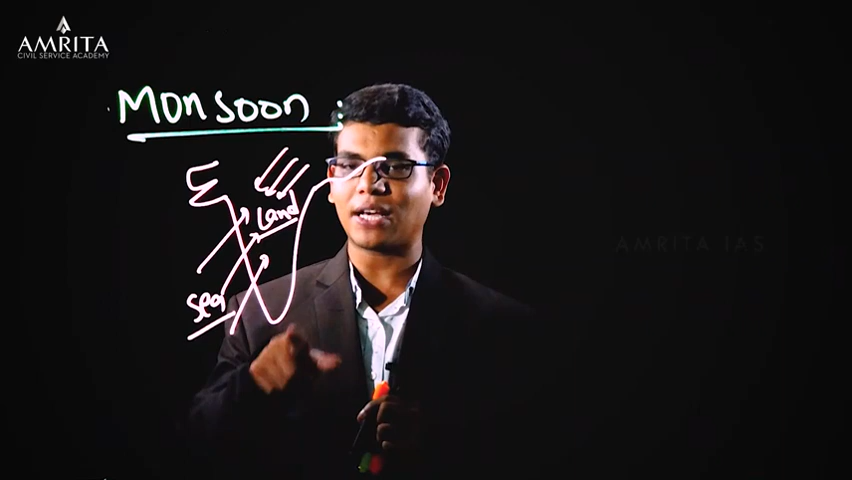 AMRITA
CIVIL SERVICE ACADEMY
Monsoon :
Land
Sea
AMRITA IAS